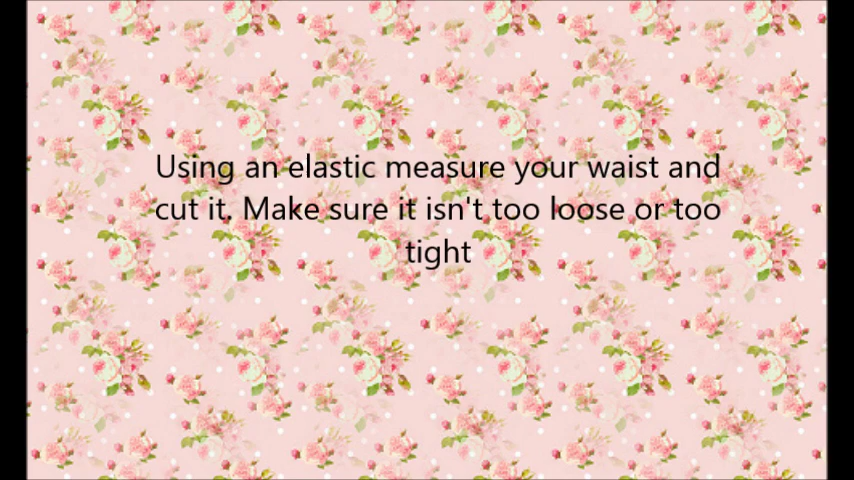 Using an elastic measure your waist and
cut it. Make sure it isn't too loose or too
tight